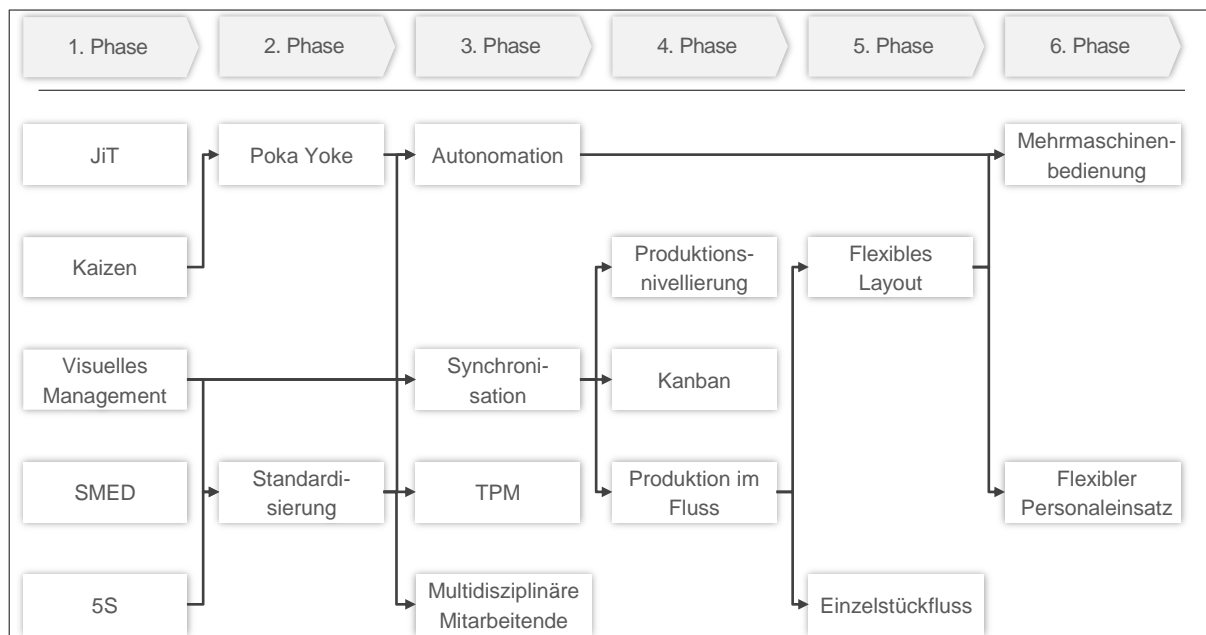 1. Phase
2. Phase
3. Phase
4. Phase
5. Phase
6. Phase
JiT
Poka Yoke
Autonomation
Mehrmaschinen-
bedienung
Kaizen
Produktions-
nivellierung
Flexibles
Layout
Visuelles
Management
Synchroni-
sation
Kanban
SMED
Standardi-
sierung
TPM
Produktion im
Fluss
Flexibler
Personaleinsatz
5S
Multidisziplinäre
Mitarbeitende
Einzelstückfluss